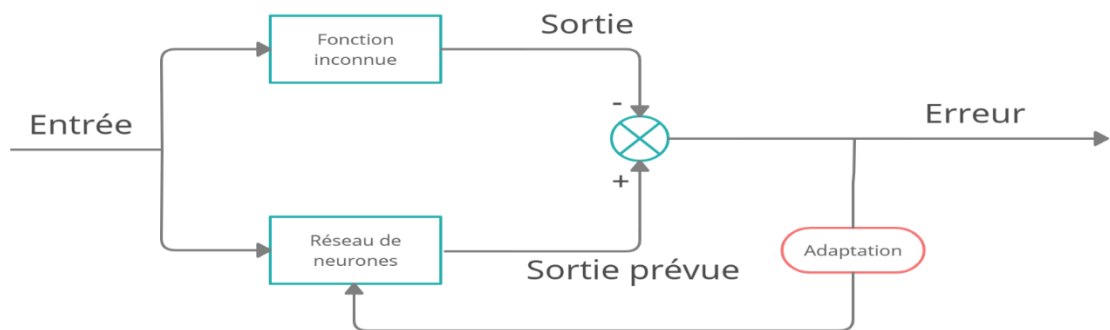 Fonction
inconnue
Sortie
-
Entrée
Erreur
+
Réseau de
neurones
Sortie prévue
Adaptation